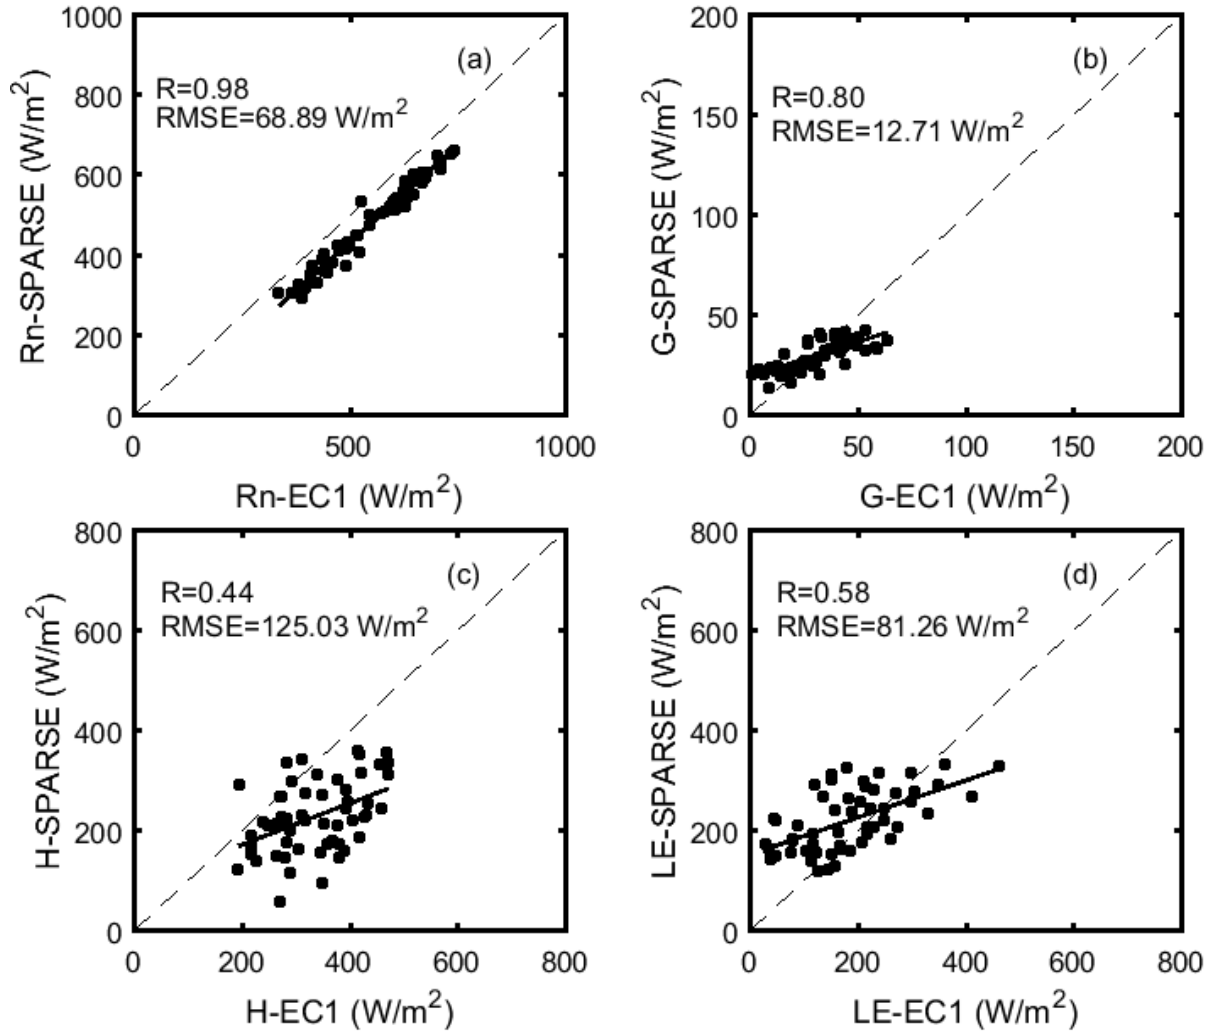 (a)
R=0.98
RMSE=68.89 W/m²
Rn-SPARSE (W/m²)
1000
800
600
400
200
0
0 500 1000
Rn-EC1 (W/m²)
(b)
R=0.80
RMSE=12.71 W/m²
G-SPARSE (W/m²)
200
150
100
50
0
0 50 100 150 200
G-EC1 (W/m²)
(c)
R=0.44
RMSE=125.03 W/m²
H-SPARSE (W/m²)
800
600
400
200
0
200 400 600 800
H-EC1 (W/m²)
(d)
R=0.58
RMSE=81.26 W/m²
LE-SPARSE (W/m²)
800
600
400
200
0
0 200 400 600 800
LE-EC1 (W/m²)